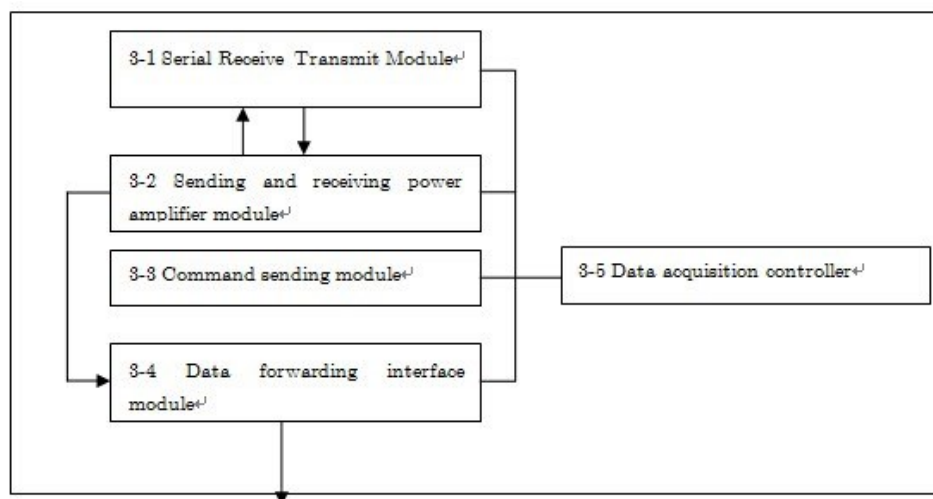 3-1 Serial Receive Transmit Module↵
3-2 Sending and receiving power
amplifier module↵
3-3 Command sending module↵
3-5 Data acquisition controller↵
3-4 Data forwarding interface
module↵